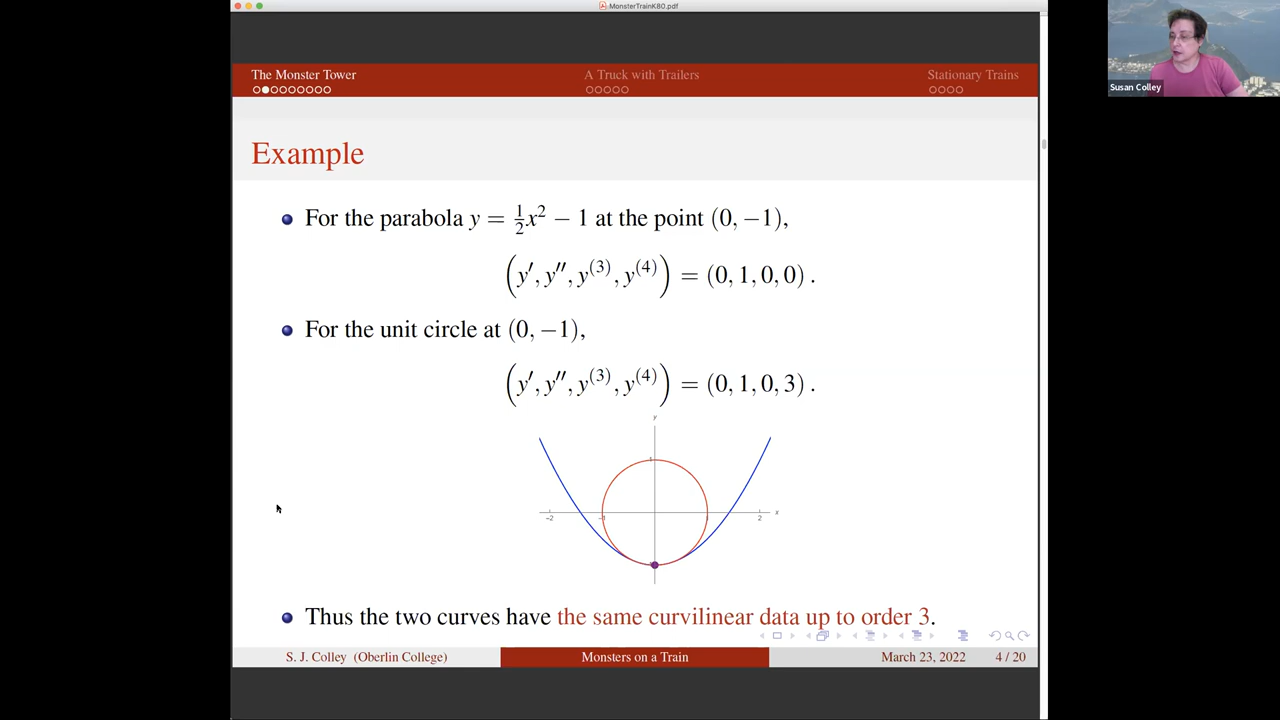 MonsterTrainK80.pdf
The Monster Tower A Truck with Trailers Stationary Trains
Example
For the parabola y = ½x² − 1 at the point (0, −1),
(y′, y″, y⁽³⁾, y⁽⁴⁾) = (0, 1, 0, 0) .
For the unit circle at (0, −1),
(y′, y″, y⁽³⁾, y⁽⁴⁾) = (0, 1, 0, 3) .
y
1
−2 1 2 x
Thus the two curves have the same curvilinear data up to order 3.
S. J. Colley (Oberlin College) Monsters on a Train March 23, 2022 4 / 20
Susan Colley